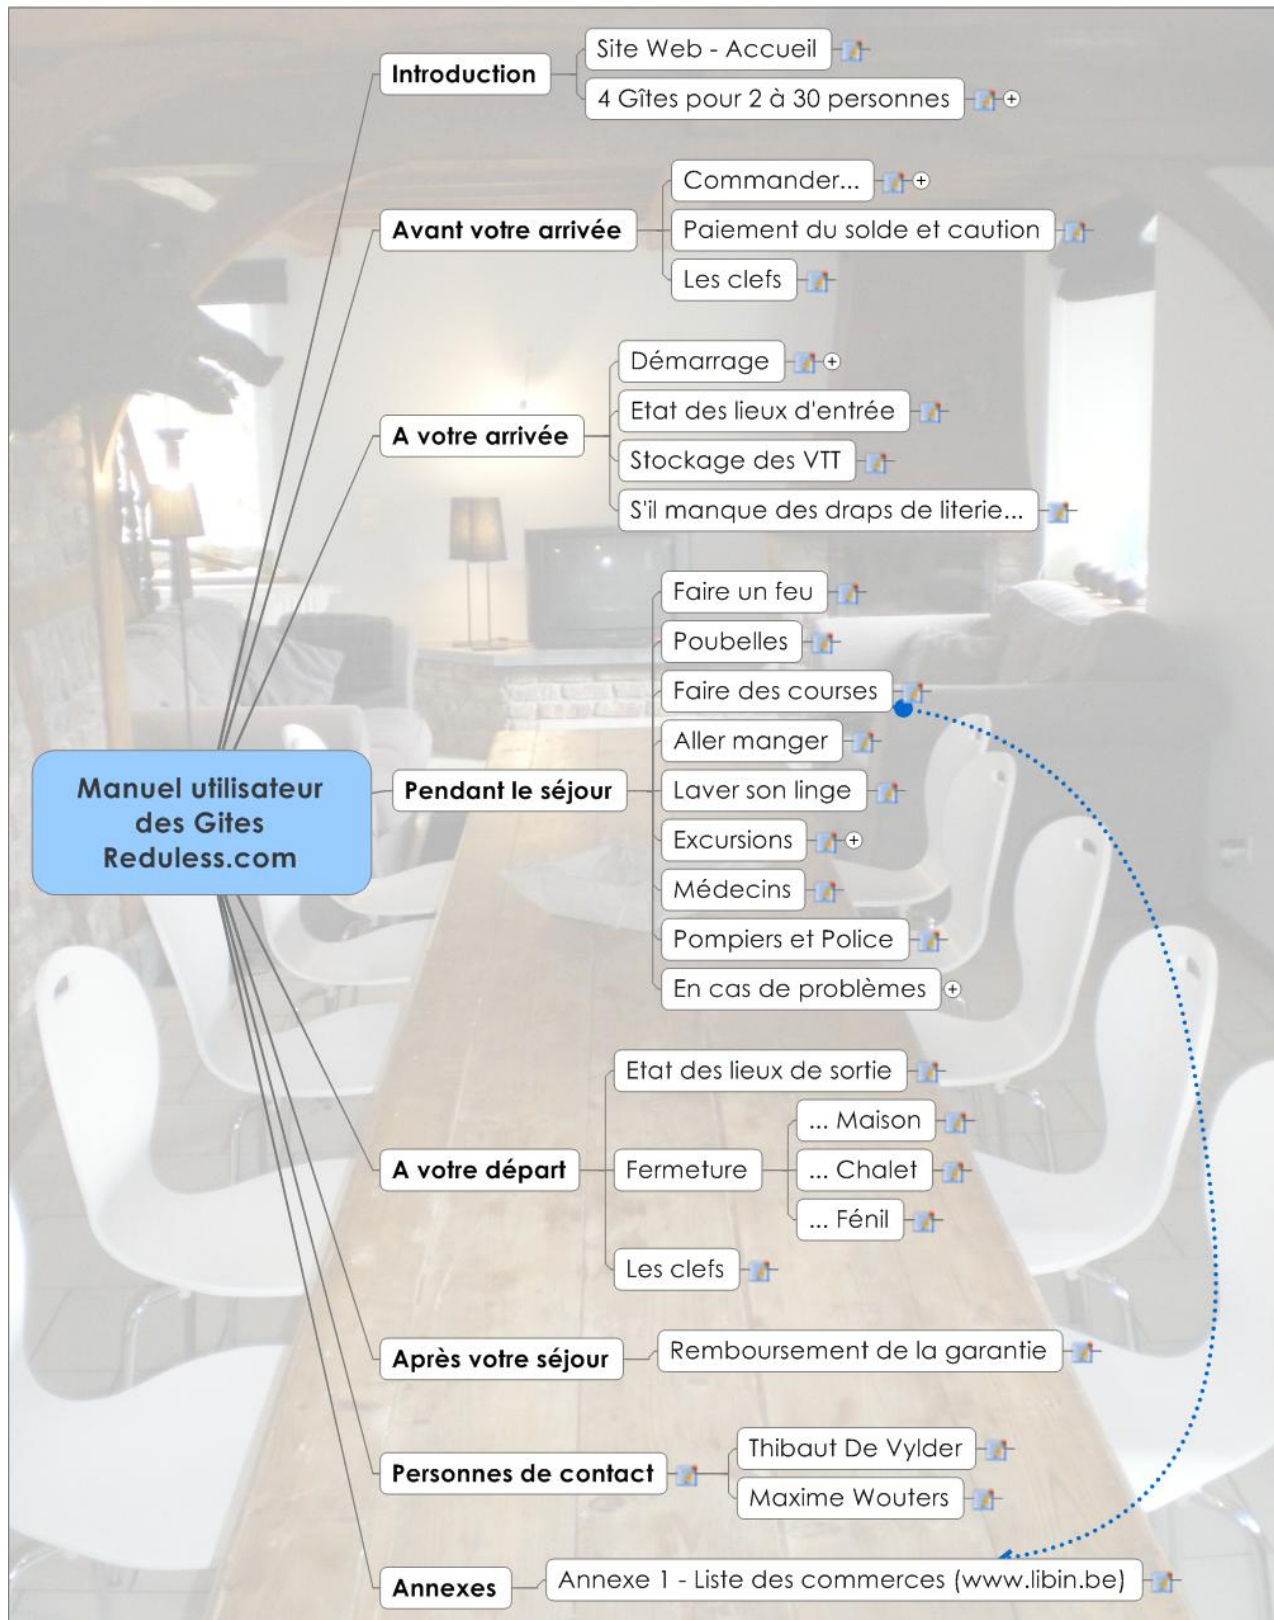 Manuel utilisateur
des Gites
Reduless.com
Introduction
Site Web - Accueil
4 Gîtes pour 2 à 30 personnes
Avant votre arrivée
Commander...
Paiement du solde et caution
Les clefs
A votre arrivée
Démarrage
Etat des lieux d'entrée
Stockage des VTT
S'il manque des draps de literie...
Pendant le séjour
Faire un feu
Poubelles
Faire des courses
Aller manger
Laver son linge
Excursions
Médecins
Pompiers et Police
En cas de problèmes
A votre départ
Etat des lieux de sortie
Fermeture
... Maison
... Chalet
... Fénil
Les clefs
Après votre séjour
Remboursement de la garantie
Personnes de contact
Thibaut De Vylder
Maxime Wouters
Annexes
Annexe 1 - Liste des commerces (www.libin.be)